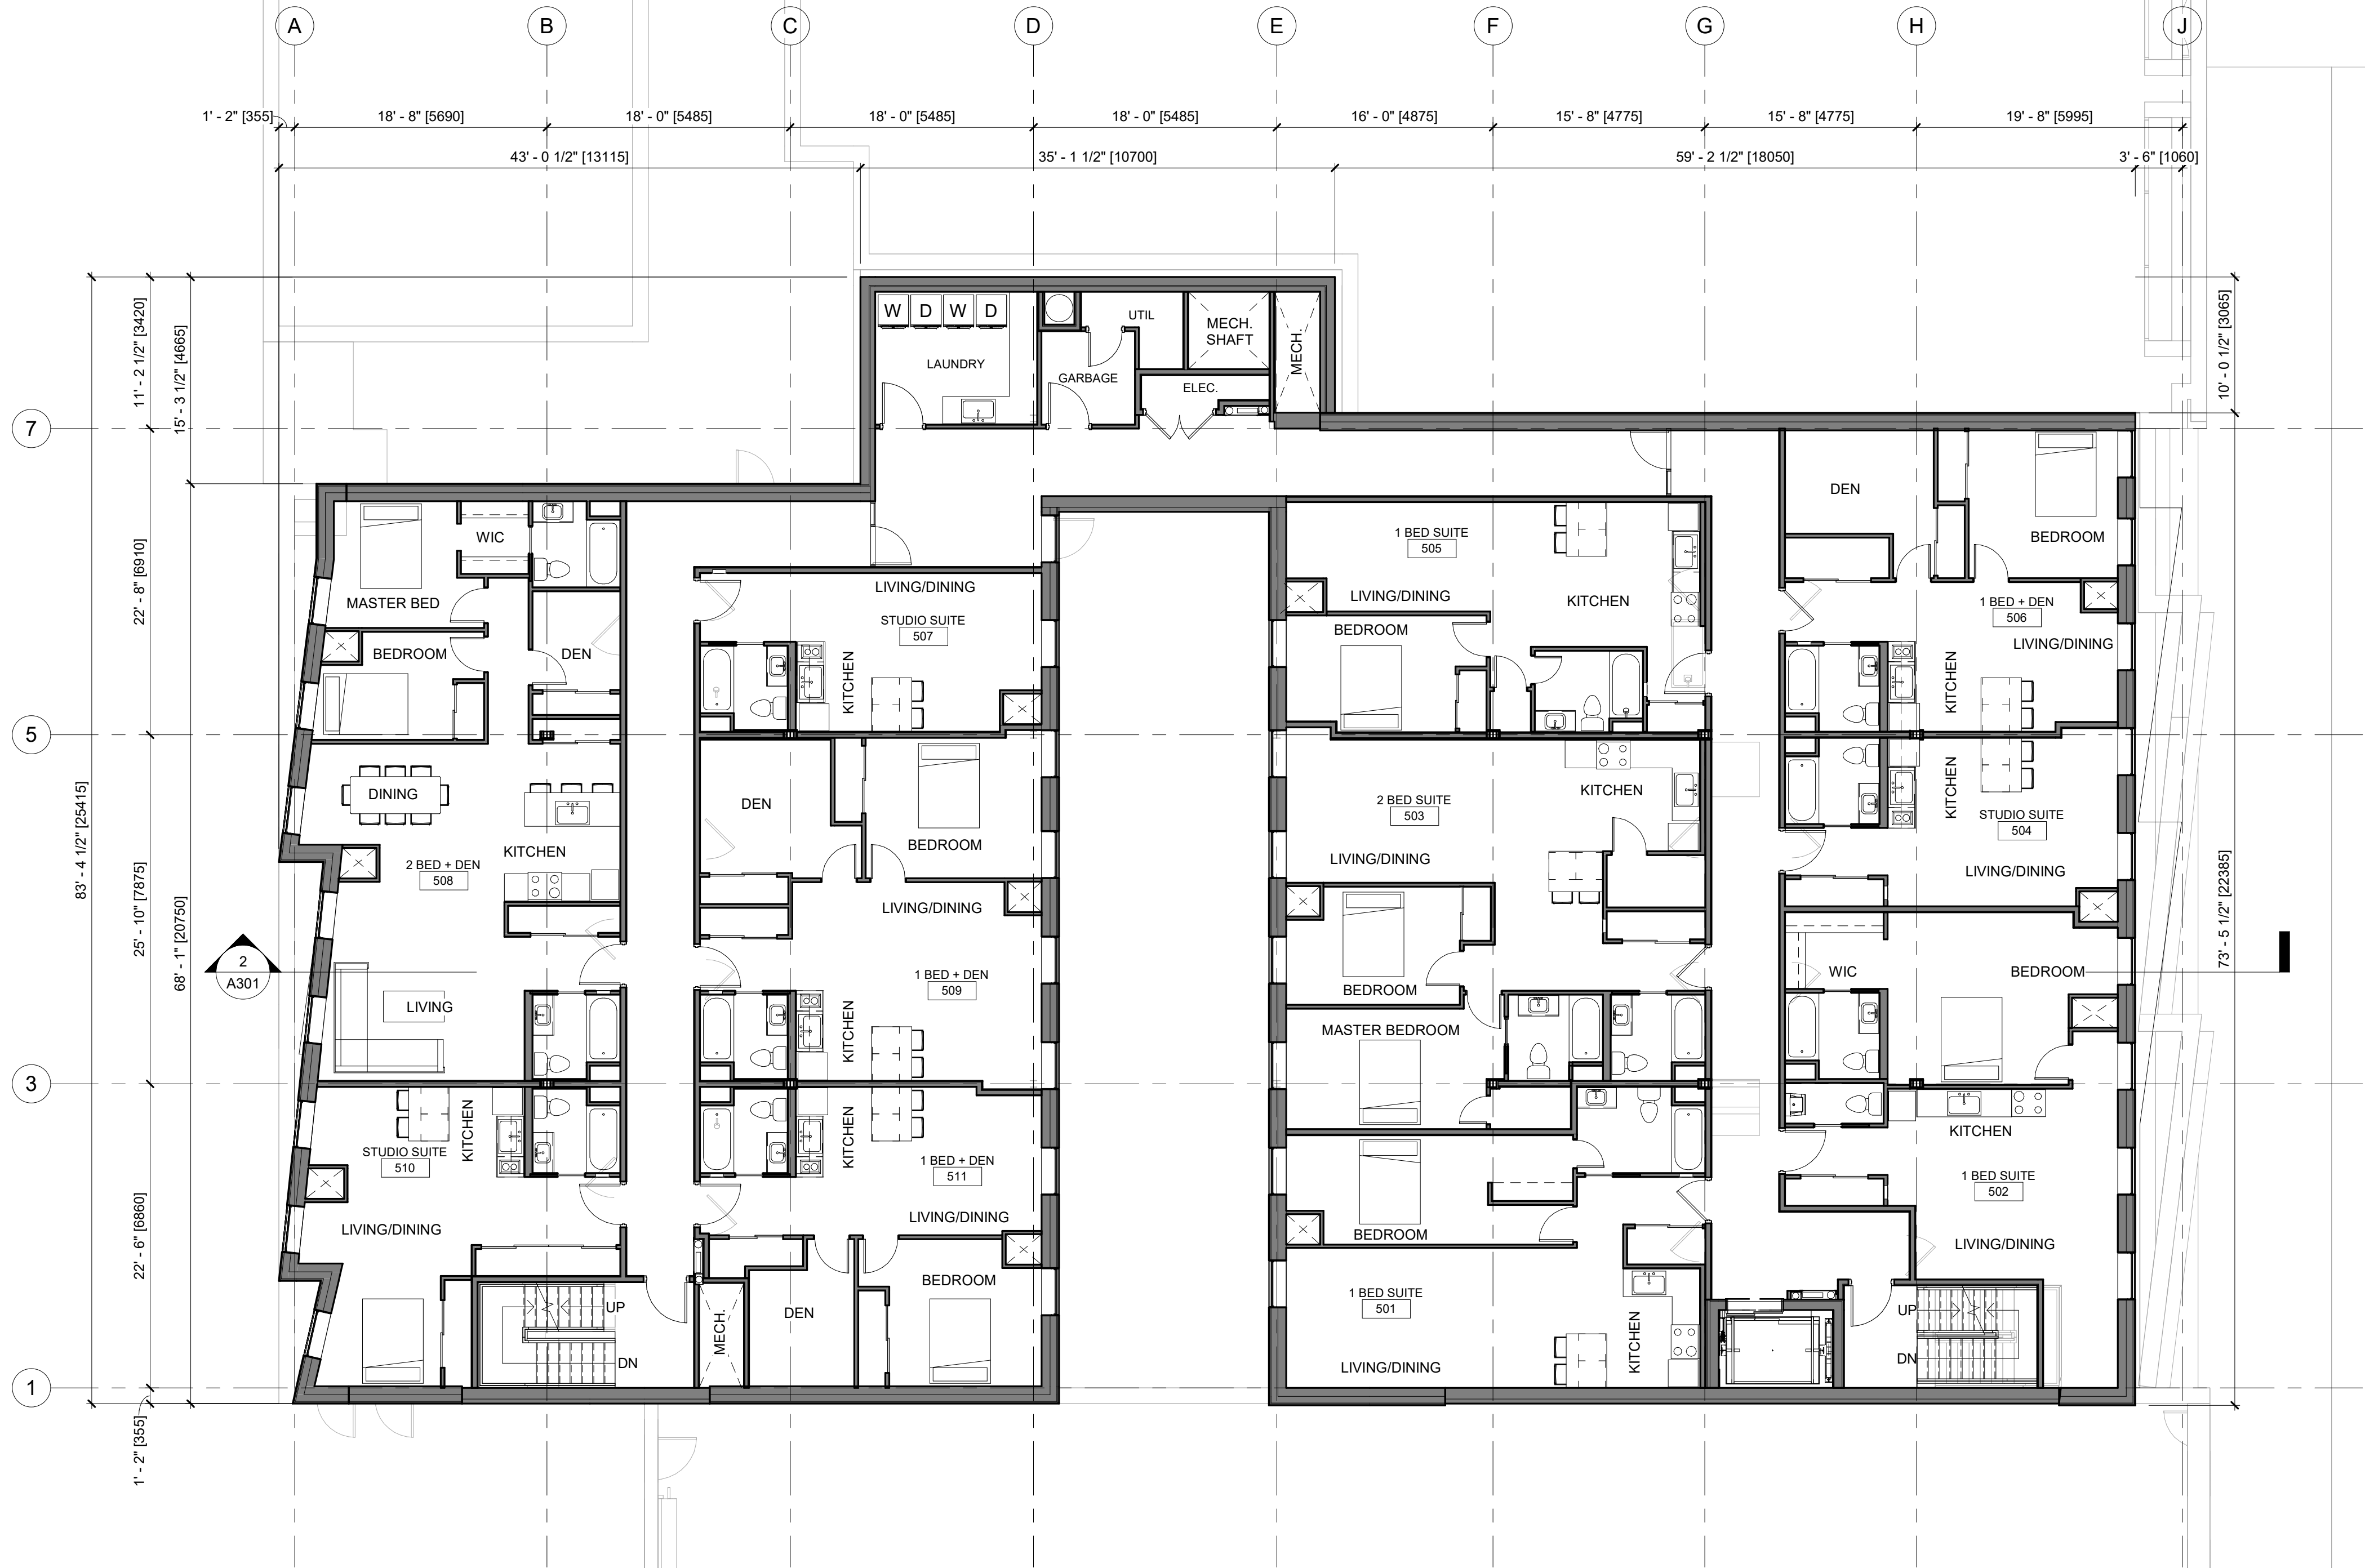 A
B
C
D
E
F
G
H
J
1' - 2" [355]
18' - 8" [5690]
18' - 0" [5485]
18' - 0" [5485]
18' - 0" [5485]
16' - 0" [4875]
15' - 8" [4775]
15' - 8" [4775]
19' - 8" [5995]
43' - 0 1/2" [13115]
35' - 1 1/2" [10700]
59' - 2 1/2" [18050]
3' - 6" [1060]
7
5
3
1
83' - 4 1/2" [25415]
11' - 2 1/2" [3420]
22' - 8" [6910]
25' - 10" [7875]
22' - 6" [6860]
1' - 2" [355]
15' - 3 1/2" [4665]
68' - 1" [20750]
10' - 0 1/2" [3065]
73' - 5 1/2" [22385]
2
A301
W
D
W
D
LAUNDRY
GARBAGE
UTIL
MECH.
SHAFT
ELEC.
MECH.
WIC
MASTER BED
BEDROOM
DEN
DINING
KITCHEN
2 BED + DEN
508
LIVING
LIVING/DINING
STUDIO SUITE
507
KITCHEN
DEN
BEDROOM
LIVING/DINING
1 BED + DEN
509
KITCHEN
KITCHEN
STUDIO SUITE
510
LIVING/DINING
UP
DN
KITCHEN
1 BED + DEN
511
LIVING/DINING
MECH.
DEN
BEDROOM
1 BED SUITE
505
LIVING/DINING
KITCHEN
BEDROOM
2 BED SUITE
503
KITCHEN
LIVING/DINING
BEDROOM
MASTER BEDROOM
BEDROOM
1 BED SUITE
501
LIVING/DINING
KITCHEN
DEN
BEDROOM
1 BED + DEN
506
LIVING/DINING
KITCHEN
KITCHEN
STUDIO SUITE
504
LIVING/DINING
WIC
BEDROOM
KITCHEN
1 BED SUITE
502
LIVING/DINING
UP
DN